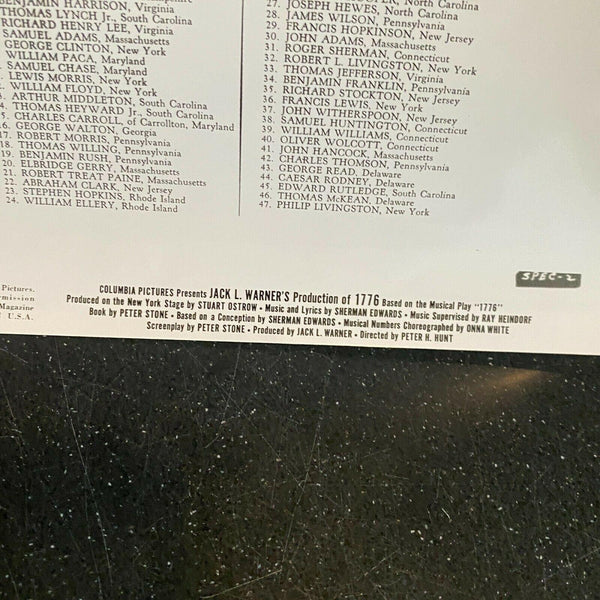 BENJAMIN HARRISON, Virginia
THOMAS LYNCH Jr., South Carolina
RICHARD HENRY LEE, Virginia
SAMUEL ADAMS, Massachusetts
GEORGE CLINTON, New York
WILLIAM PACA, Maryland
SAMUEL CHASE, Maryland
LEWIS MORRIS, New York
WILLIAM FLOYD, New York
ARTHUR MIDDLETON, South Carolina
THOMAS HEYWARD Jr., South Carolina
CHARLES CARROLL, of Carrollton, Maryland
GEORGE WALTON, Georgia
17. ROBERT MORRIS, Pennsylvania
18. THOMAS WILLING, Pennsylvania
19. BENJAMIN RUSH, Pennsylvania
20. ELBRIDGE GERRY, Massachusetts
21. ROBERT TREAT PAINE, Massachusetts
22. ABRAHAM CLARK, New Jersey
23. STEPHEN HOPKINS, Rhode Island
24. WILLIAM ELLERY, Rhode Island
North Carolina
27. JOSEPH HEWES, North Carolina
28. JAMES WILSON, Pennsylvania
29. FRANCIS HOPKINSON, New Jersey
30. JOHN ADAMS, Massachusetts
31. ROGER SHERMAN, Connecticut
32. ROBERT L. LIVINGSTON, New York
33. THOMAS JEFFERSON, Virginia
34. BENJAMIN FRANKLIN, Pennsylvania
35. RICHARD STOCKTON, New Jersey
36. FRANCIS LEWIS, New York
37. JOHN WITHERSPOON, New Jersey
38. SAMUEL HUNTINGTON, Connecticut
39. WILLIAM WILLIAMS, Connecticut
40. OLIVER WOLCOTT, Connecticut
41. JOHN HANCOCK, Massachusetts
42. CHARLES THOMSON, Pennsylvania
43. GEORGE READ, Delaware
44. CAESAR RODNEY, Delaware
45. EDWARD RUTLEDGE, South Carolina
46. THOMAS McKEAN, Delaware
47. PHILIP LIVINGSTON, New York
SPEC-2
Pictures.
Magazine
U.S.A.
COLUMBIA PICTURES Presents JACK L. WARNER'S Production of 1776 Based on the Musical Play "1776"
Produced on the New York Stage by STUART OSTROW • Music and Lyrics by SHERMAN EDWARDS • Music Supervised by RAY HEINDORF
Book by PETER STONE • Based on a Conception by SHERMAN EDWARDS • Musical Numbers Choreographed by ONNA WHITE
Screenplay by PETER STONE • Produced by JACK L. WARNER • Directed by PETER H. HUNT